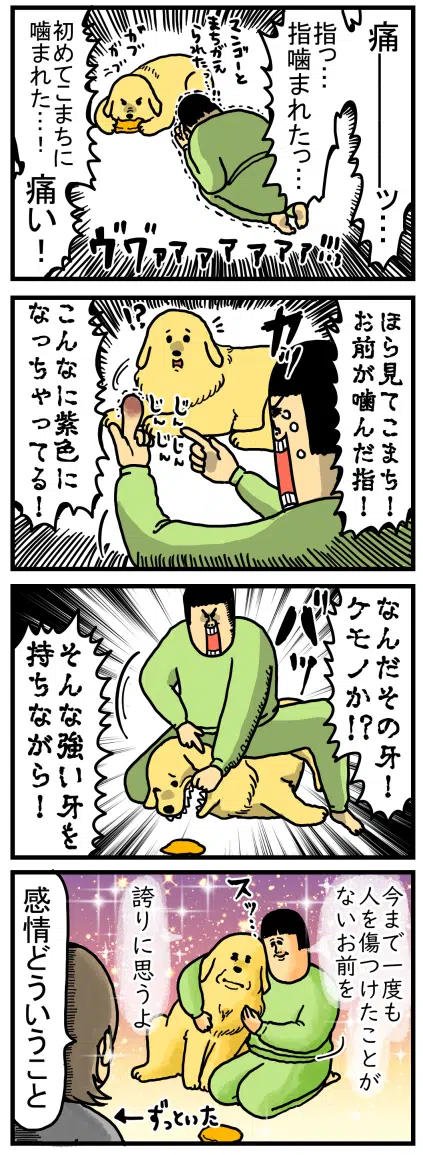 痛――ッ…
指っ…
指噛まれたっ…
マンゴーと
まちがえ
られた
ガブ
ガブ
初めてこまちに
噛まれた…!
痛い!
ヴヴァァァァァァァァ!!!
ほら見てこまち!
お前が噛んだ指!
カッ
!?
じん
じん
じん
じん
こんなに紫色に
なっちゃってる!
なんだその牙!
ケモノか!?
バッ
そんな強い牙を
持ちながら!
今まで一度も
人を傷つけたことが
ないお前を
スッ…
誇りに思うよ
感情どういうこと
←ずっといた